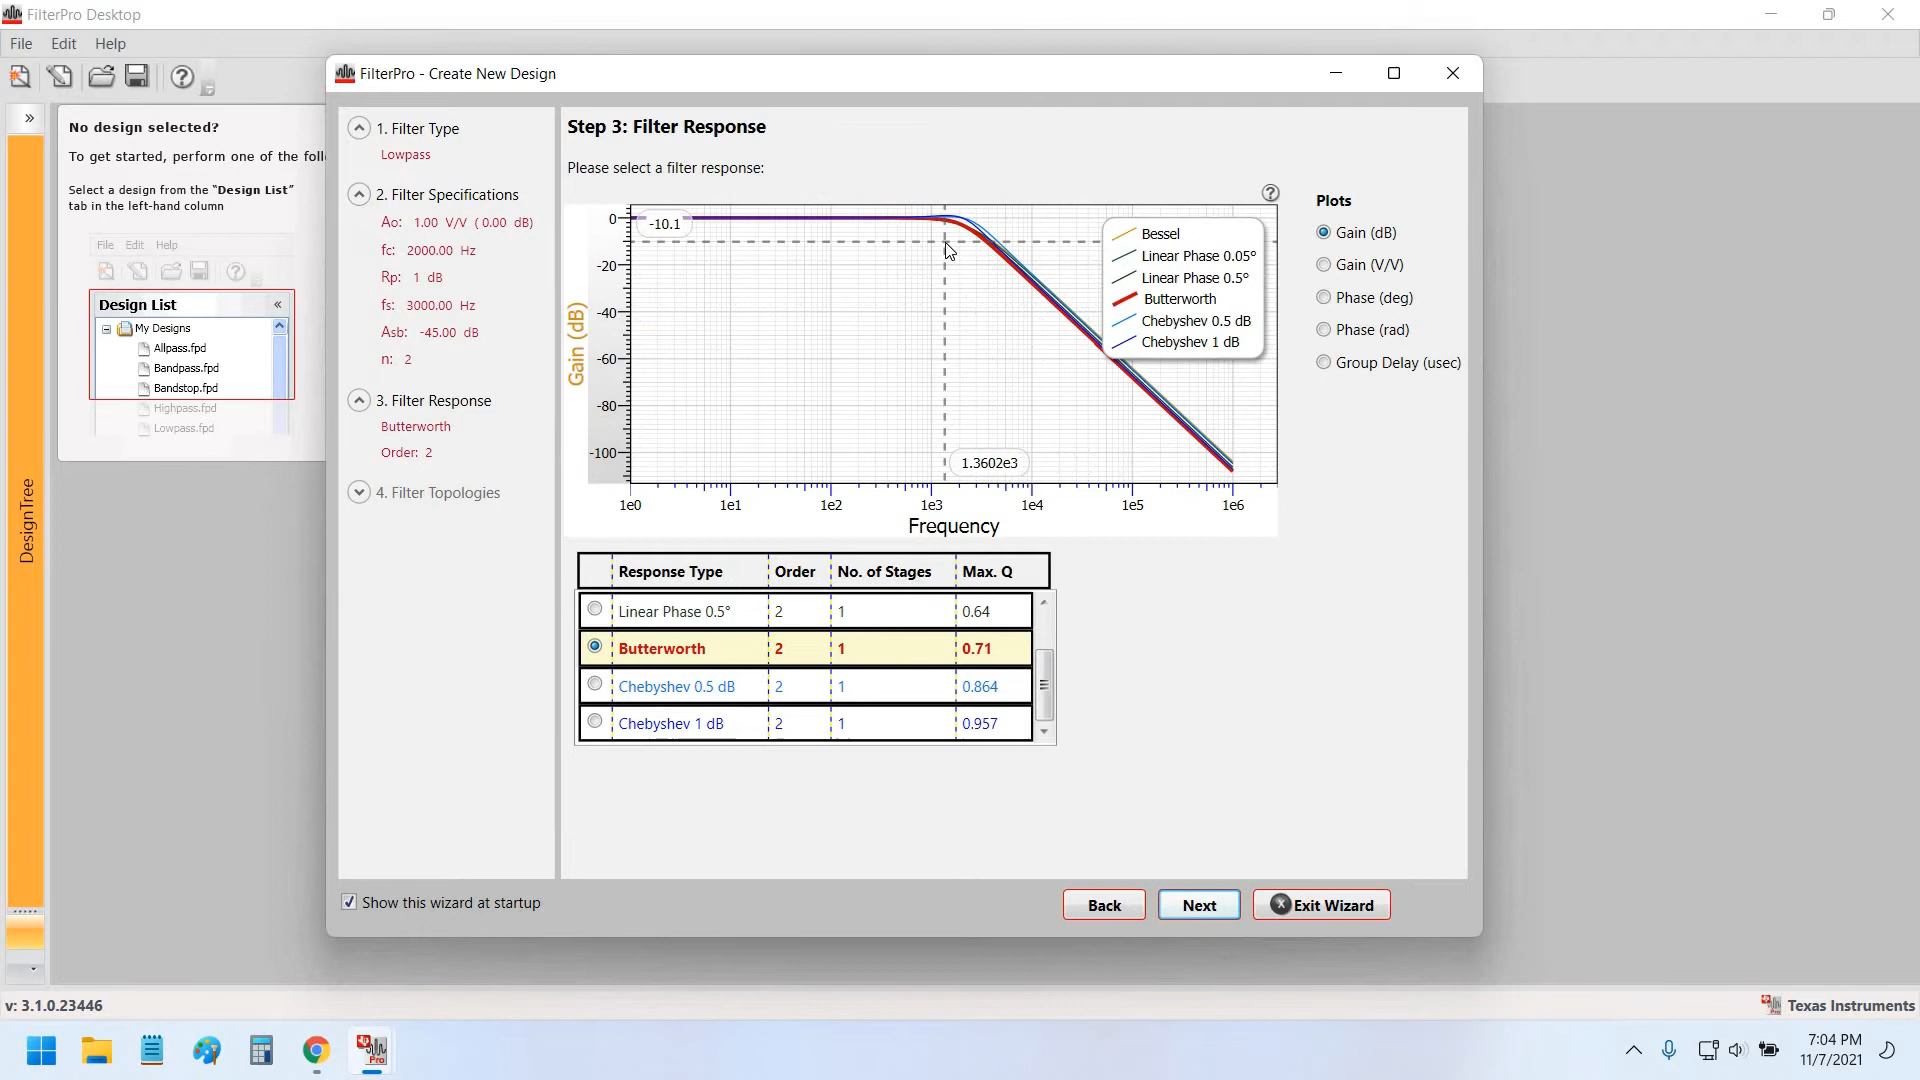 FilterPro Desktop
File Edit Help
No design selected?
To get started, perform one of the foll
Select a design from the "Design List"
tab in the left-hand column
File Edit Help
Design List «
My Designs
Allpass.fpd
Bandpass.fpd
Bandstop.fpd
Highpass.fpd
Lowpass.fpd
DesignTree
FilterPro - Create New Design
1. Filter Type
Lowpass
2. Filter Specifications
Ao: 1.00 V/V ( 0.00 dB)
fc: 2000.00 Hz
Rp: 1 dB
fs: 3000.00 Hz
Asb: -45.00 dB
n: 2
3. Filter Response
Butterworth
Order: 2
4. Filter Topologies
Step 3: Filter Response
Please select a filter response:
Gain (dB)
0
-20
-40
-60
-80
-100
-10.1
1.3602e3
Bessel
Linear Phase 0.05°
Linear Phase 0.5°
Butterworth
Chebyshev 0.5 dB
Chebyshev 1 dB
1e0 1e1 1e2 1e3 1e4 1e5 1e6
Frequency
Plots
Gain (dB)
Gain (V/V)
Phase (deg)
Phase (rad)
Group Delay (usec)
Response Type Order No. of Stages Max. Q
Linear Phase 0.5° 2 1 0.64
Butterworth 2 1 0.71
Chebyshev 0.5 dB 2 1 0.864
Chebyshev 1 dB 2 1 0.957
Show this wizard at startup
Back Next Exit Wizard
v: 3.1.0.23446
Texas Instruments
Pro
7:04 PM
11/7/2021